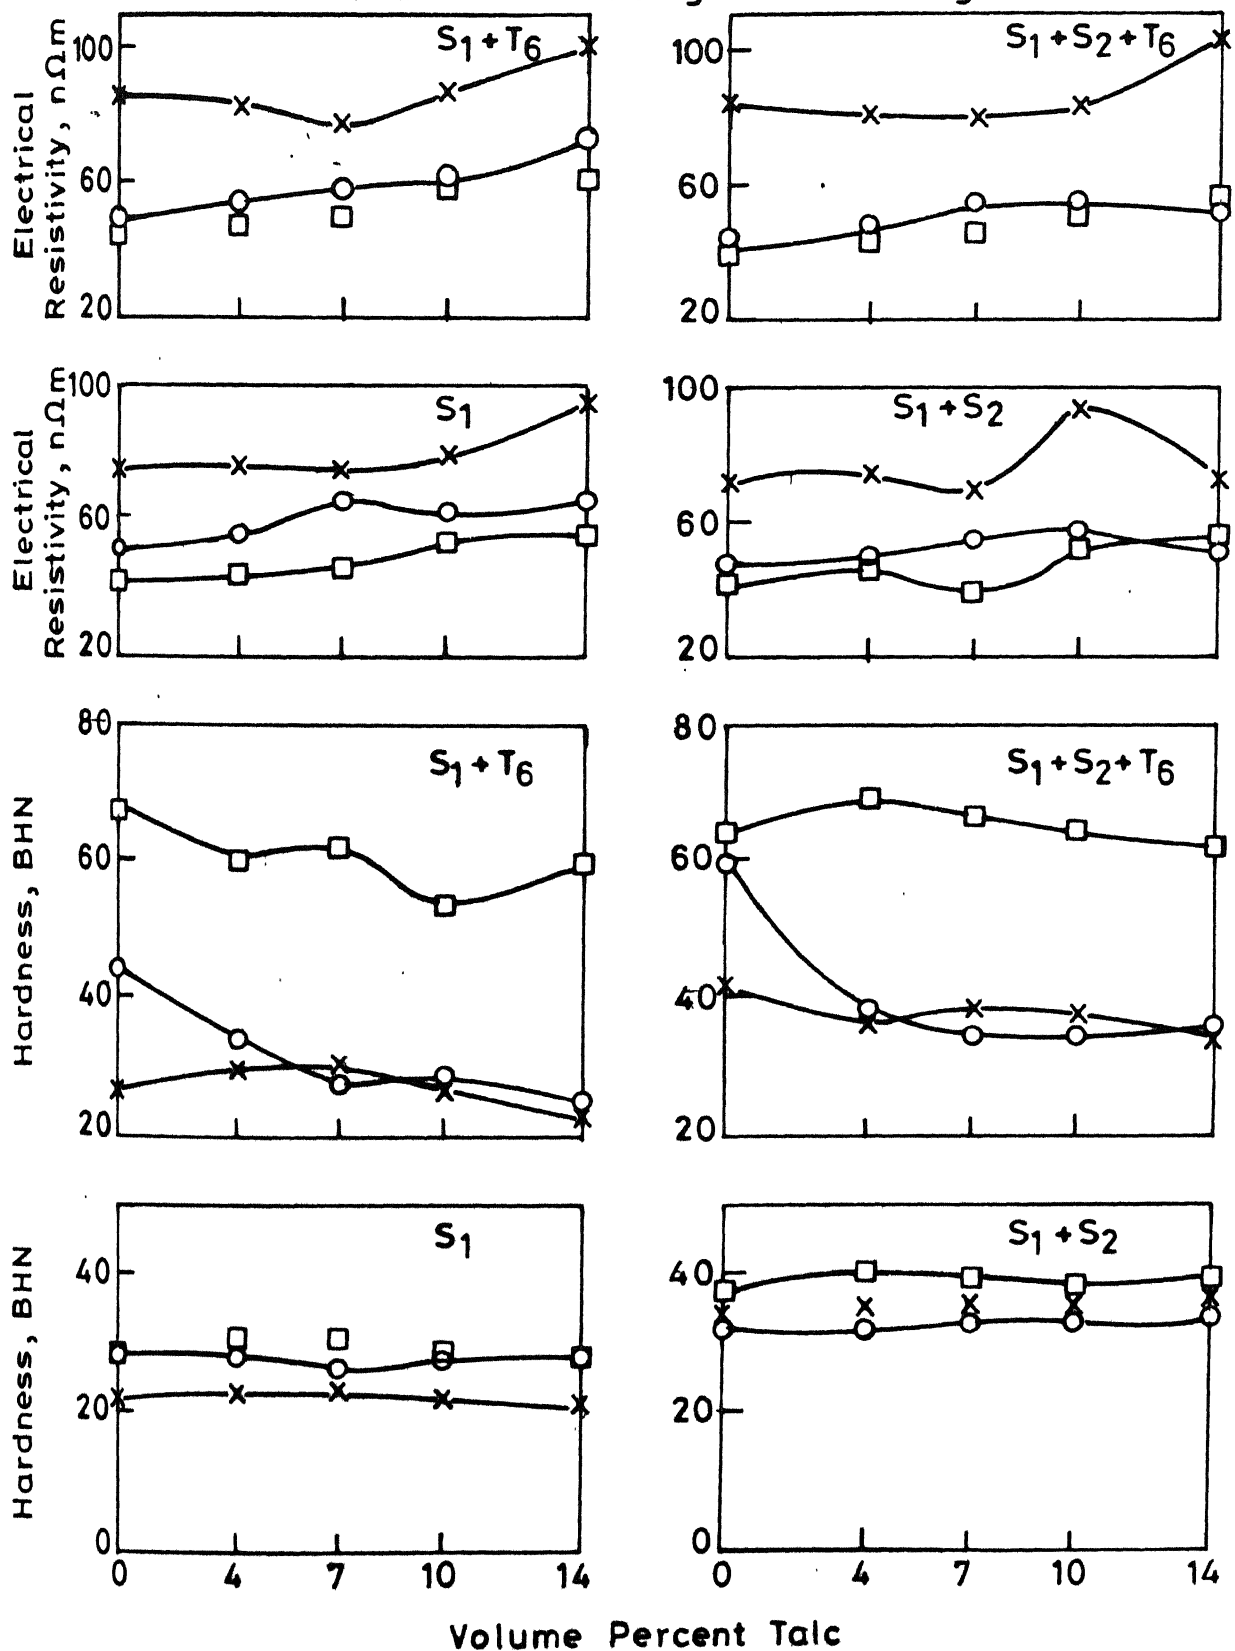 S1 + T6
S1 + S2 + T6
Electrical
Resistivity, nΩm
100
60
20
100
60
20
S1
S1 + S2
Electrical
Resistivity, nΩm
100
60
20
100
60
20
S1 + T6
S1 + S2 + T6
Hardness, BHN
80
60
40
20
80
60
40
20
S1
S1 + S2
Hardness, BHN
40
20
0
40
20
0
0 4 7 10 14
0 4 7 10 14
Volume Percent Talc